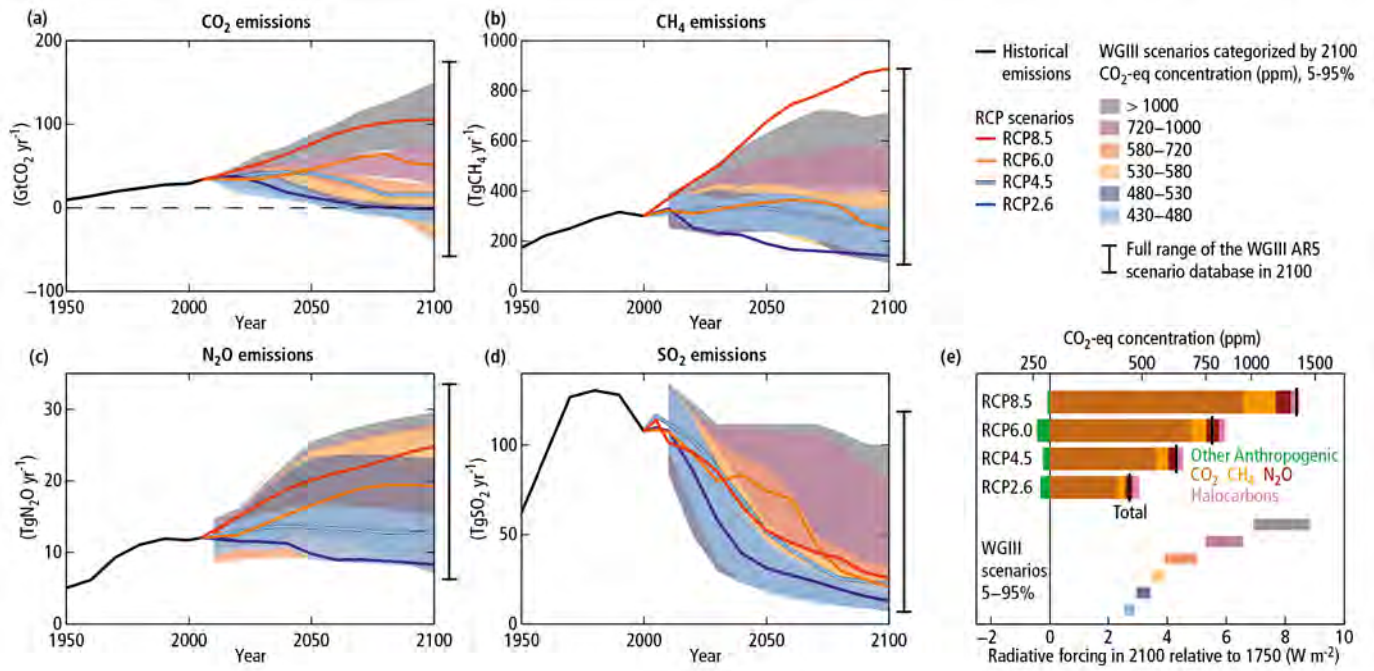 (a) CO2 emissions
200
100
0
−100
(GtCO2 yr-1)
1950 2000 2050 2100
Year
(b) CH4 emissions
1000
800
600
400
200
0
(TgCH4 yr-1)
1950 2000 2050 2100
Year
Historical
emissions
RCP scenarios
RCP8.5
RCP6.0
RCP4.5
RCP2.6
WGIII scenarios categorized by 2100
CO2-eq concentration (ppm), 5-95%
> 1000
720–1000
580–720
530–580
480–530
430–480
Full range of the WGIII AR5
scenario database in 2100
(c) N2O emissions
30
20
10
0
(TgN2O yr-1)
1950 2000 2050 2100
Year
(d) SO2 emissions
100
50
0
(TgSO2 yr-1)
1950 2000 2050 2100
Year
(e) CO2-eq concentration (ppm)
250 500 750 1000 1500
RCP8.5
RCP6.0
RCP4.5
RCP2.6
Other Anthropogenic
CO2 CH4 N2O
Halocarbons
Total
WGIII
scenarios
5–95%
−2 0 2 4 6 8 10
Radiative forcing in 2100 relative to 1750 (W m-2)